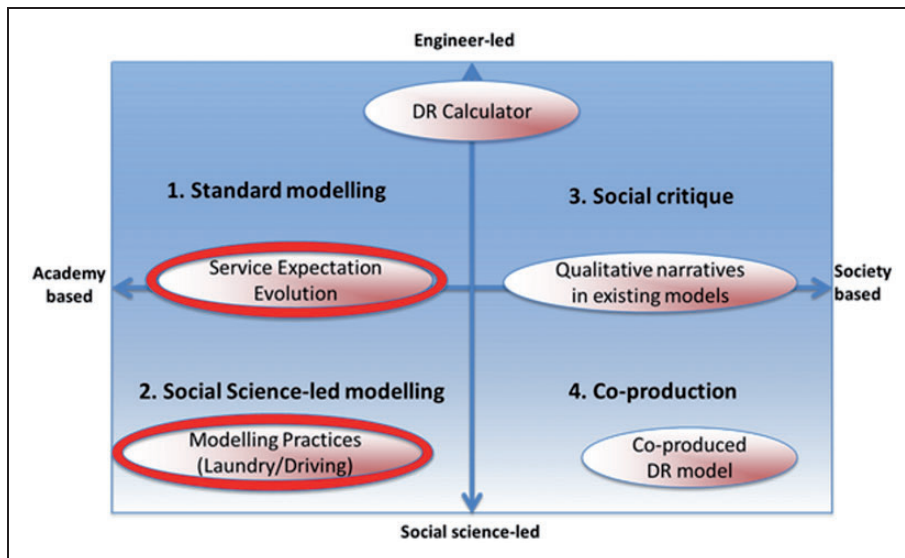 Engineer-led
DR Calculator
1. Standard modelling
3. Social critique
Academy
based
Service Expectation
Evolution
Qualitative narratives
in existing models
Society
based
2. Social Science-led modelling
4. Co-production
Modelling Practices
(Laundry/Driving)
Co-produced
DR model
Social science-led